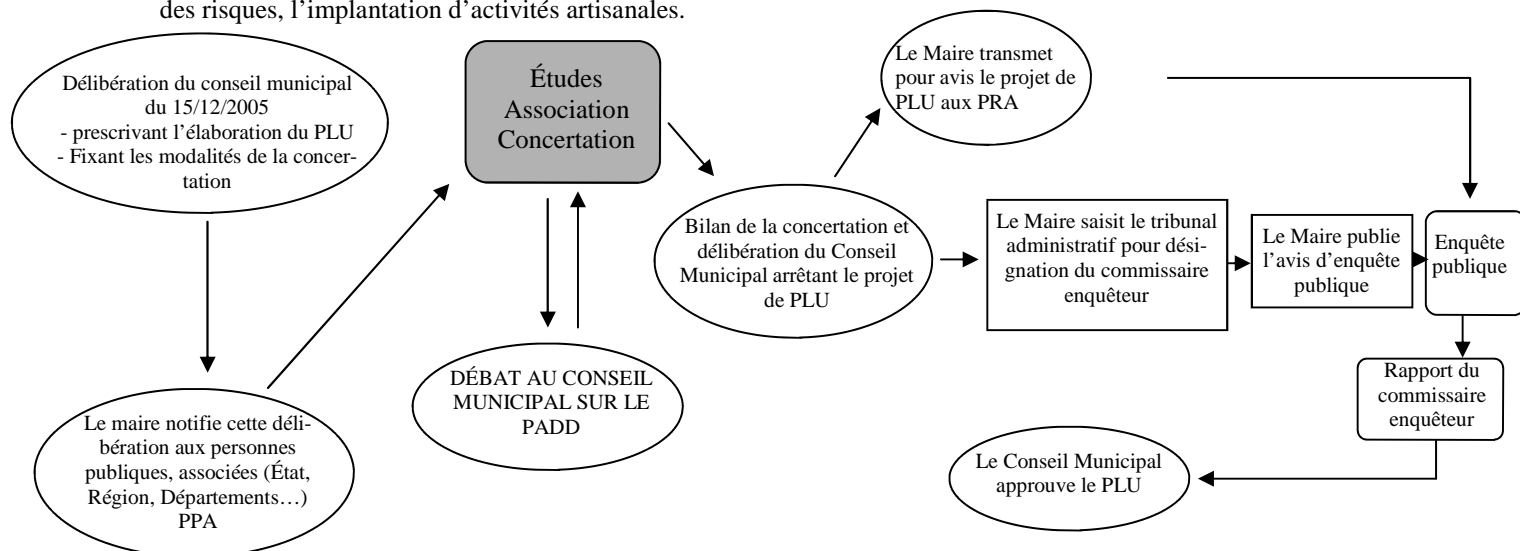 des risques, l’implantation d’activités artisanales.
Délibération du conseil municipal
du 15/12/2005
- prescrivant l’élaboration du PLU
- Fixant les modalités de la concer-
tation
Le maire notifie cette déli-
bération aux personnes
publiques, associées (État,
Région, Départements…)
PPA
Études
Association
Concertation
DÉBAT AU CONSEIL
MUNICIPAL SUR LE
PADD
Bilan de la concertation et
délibération du Conseil
Municipal arrêtant le projet
de PLU
Le Maire transmet
pour avis le projet de
PLU aux PRA
Le Maire saisit le tribunal
administratif pour dési-
gnation du commissaire
enquêteur
Le Maire publie
l’avis d’enquête
publique
Enquête
publique
Rapport du
commissaire
enquêteur
Le Conseil Municipal
approuve le PLU